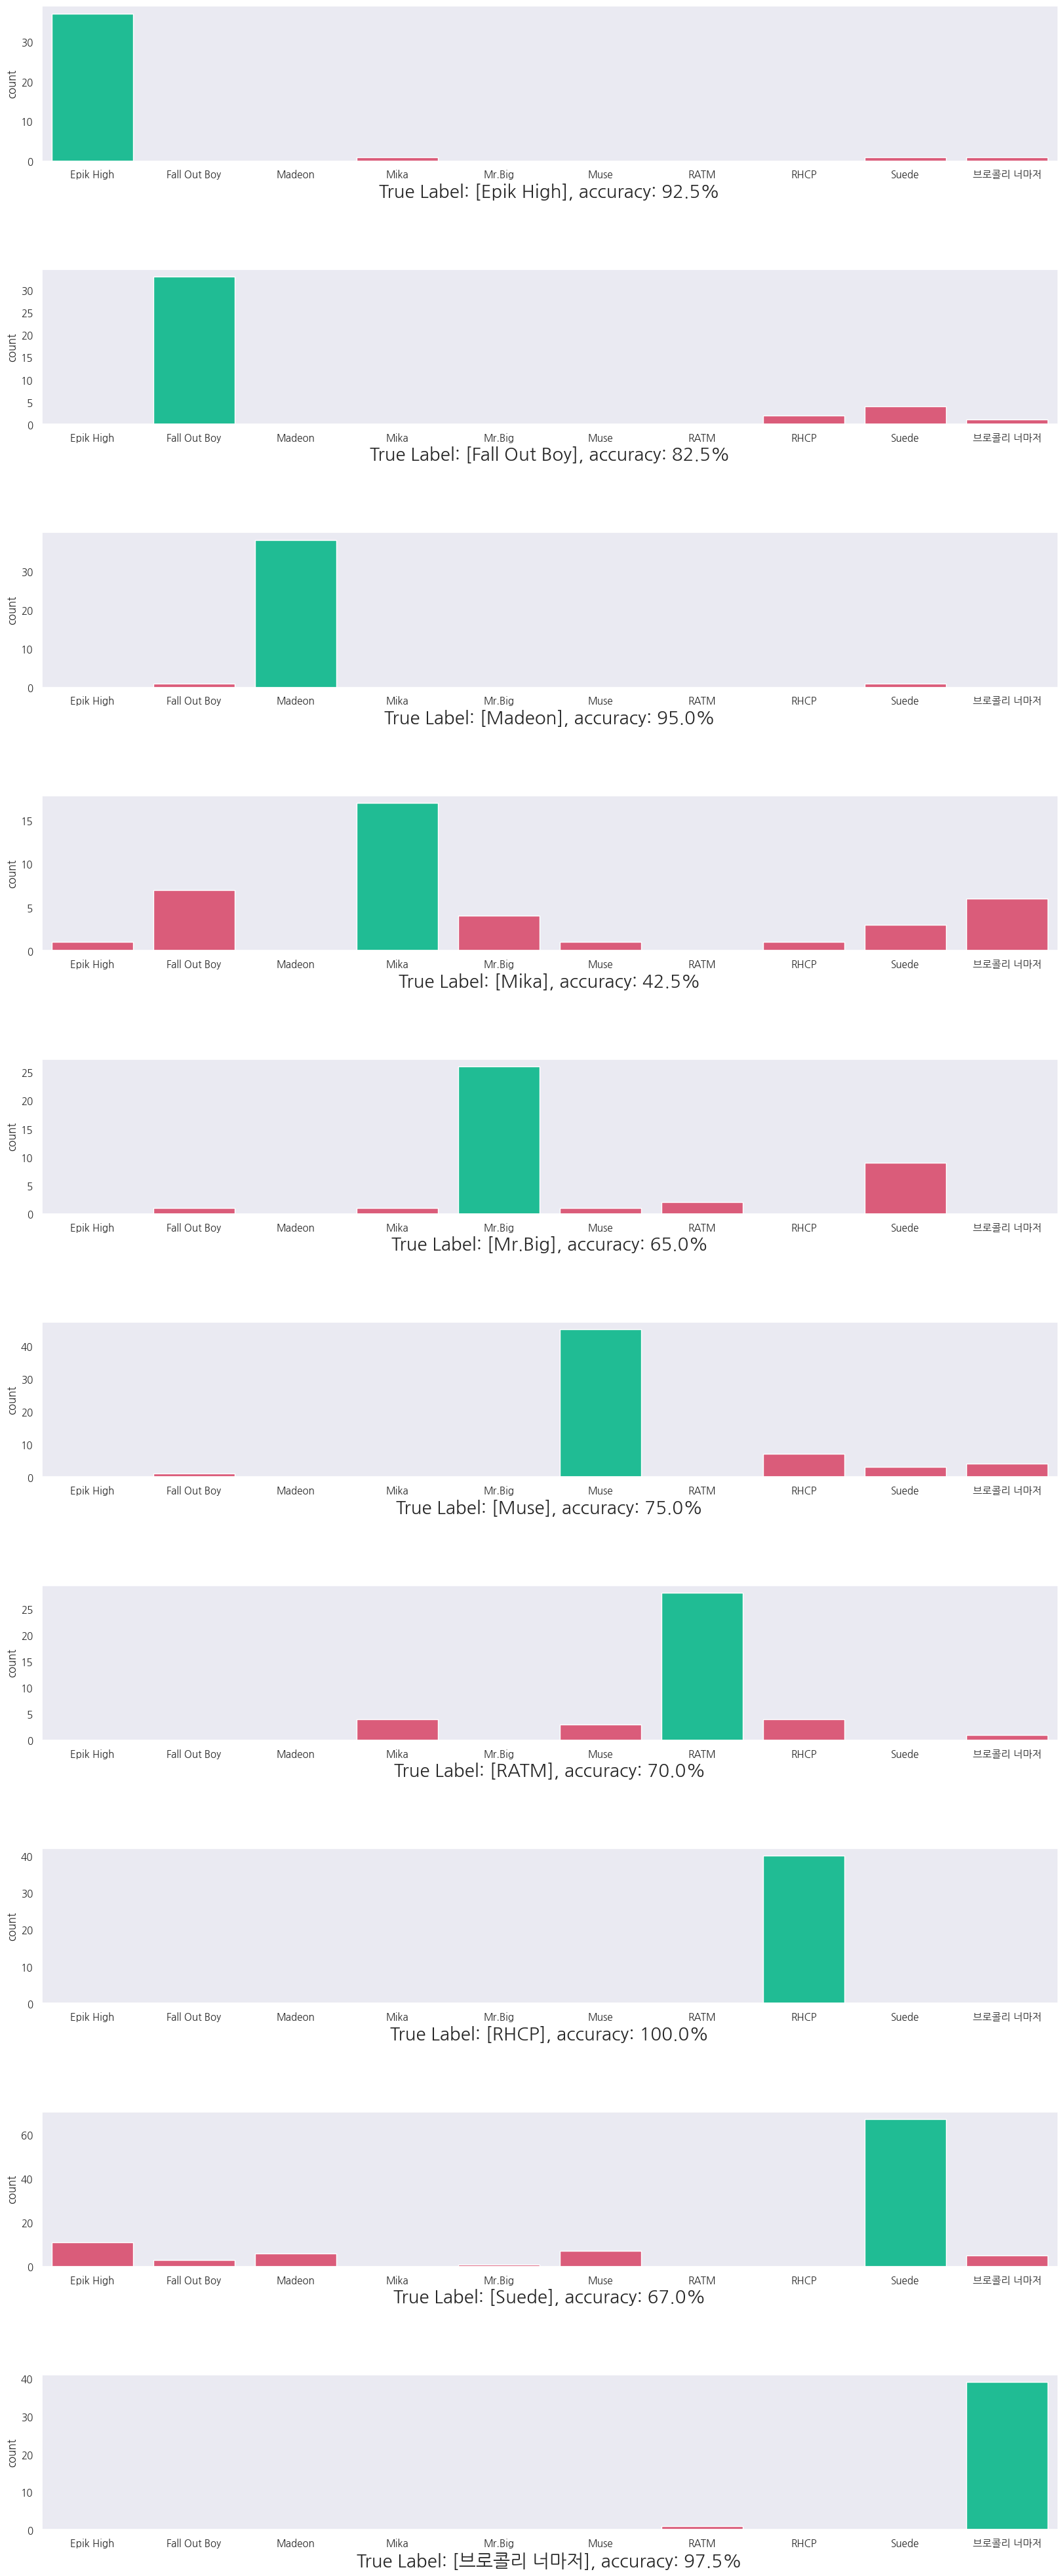 30
20
10
0
count
Epik High Fall Out Boy Madeon Mika Mr.Big Muse RATM RHCP Suede 브로콜리 너마저
True Label: [Epik High], accuracy: 92.5%
30
25
20
15
10
5
0
count
Epik High Fall Out Boy Madeon Mika Mr.Big Muse RATM RHCP Suede 브로콜리 너마저
True Label: [Fall Out Boy], accuracy: 82.5%
30
20
10
0
count
Epik High Fall Out Boy Madeon Mika Mr.Big Muse RATM RHCP Suede 브로콜리 너마저
True Label: [Madeon], accuracy: 95.0%
15
10
5
0
count
Epik High Fall Out Boy Madeon Mika Mr.Big Muse RATM RHCP Suede 브로콜리 너마저
True Label: [Mika], accuracy: 42.5%
25
20
15
10
5
0
count
Epik High Fall Out Boy Madeon Mika Mr.Big Muse RATM RHCP Suede 브로콜리 너마저
True Label: [Mr.Big], accuracy: 65.0%
40
30
20
10
0
count
Epik High Fall Out Boy Madeon Mika Mr.Big Muse RATM RHCP Suede 브로콜리 너마저
True Label: [Muse], accuracy: 75.0%
25
20
15
10
5
0
count
Epik High Fall Out Boy Madeon Mika Mr.Big Muse RATM RHCP Suede 브로콜리 너마저
True Label: [RATM], accuracy: 70.0%
40
30
20
10
0
count
Epik High Fall Out Boy Madeon Mika Mr.Big Muse RATM RHCP Suede 브로콜리 너마저
True Label: [RHCP], accuracy: 100.0%
60
40
20
0
count
Epik High Fall Out Boy Madeon Mika Mr.Big Muse RATM RHCP Suede 브로콜리 너마저
True Label: [Suede], accuracy: 67.0%
40
30
20
10
0
count
Epik High Fall Out Boy Madeon Mika Mr.Big Muse RATM RHCP Suede 브로콜리 너마저
True Label: [브로콜리 너마저], accuracy: 97.5%